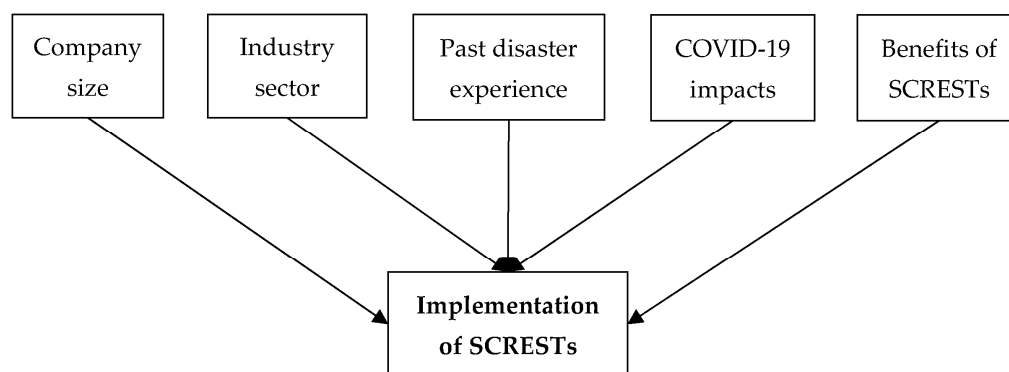 Company
size
Industry
sector
Past disaster
experience
COVID-19
impacts
Benefits of
SCRESTs
Implementation
of SCRESTs